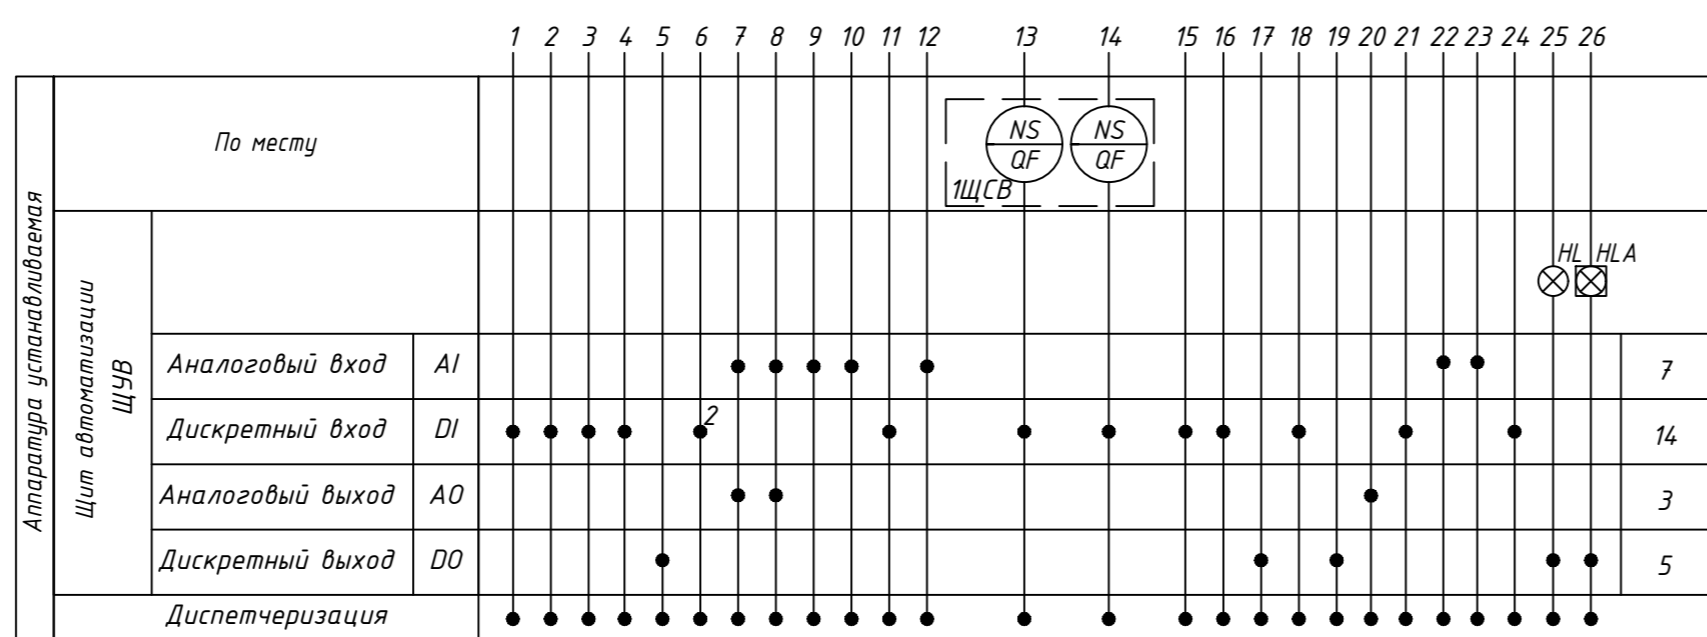 1 2 3 4 5 6 7 8 9 10 11 12 13 14 15 16 17 18 19 20 21 22 23 24 25 26
Аппаратура устанавливаемая
По месту
NS NS
QF QF
1ЩСВ
Щит автоматизации
ЩУВ
HL HLA
Аналоговый вход AI 7
Дискретный вход DI 2 14
Аналоговый выход AO 3
Дискретный выход DO 5
Диспетчеризация